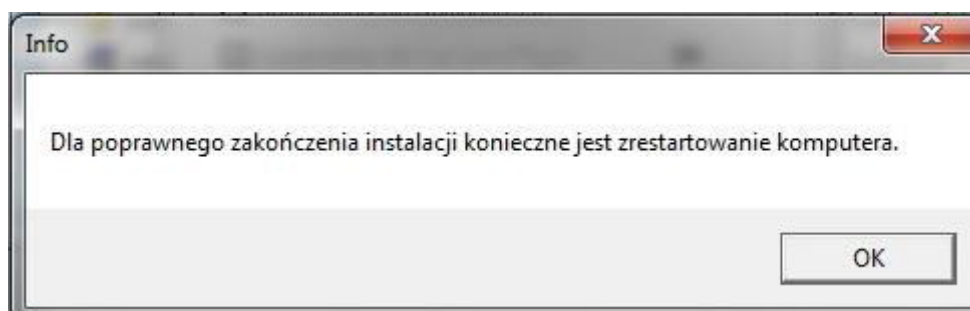 Info
Dla poprawnego zakończenia instalacji konieczne jest zrestartowanie komputera.
OK